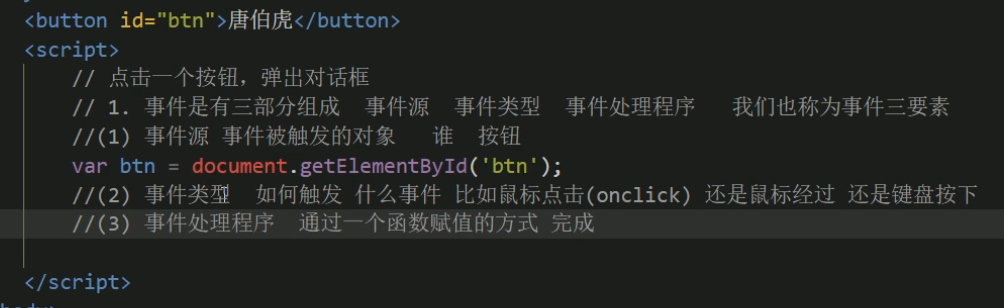 <button id="btn">唐伯虎</button>
<script>
// 点击一个按钮，弹出对话框
// 1. 事件是有三部分组成 事件源 事件类型 事件处理程序 我们也称为事件三要素
//(1) 事件源 事件被触发的对象 谁 按钮
var btn = document.getElementById('btn');
//(2) 事件类型 如何触发 什么事件 比如鼠标点击(onclick) 还是鼠标经过 还是键盘按下
//(3) 事件处理程序 通过一个函数赋值的方式 完成
</script>